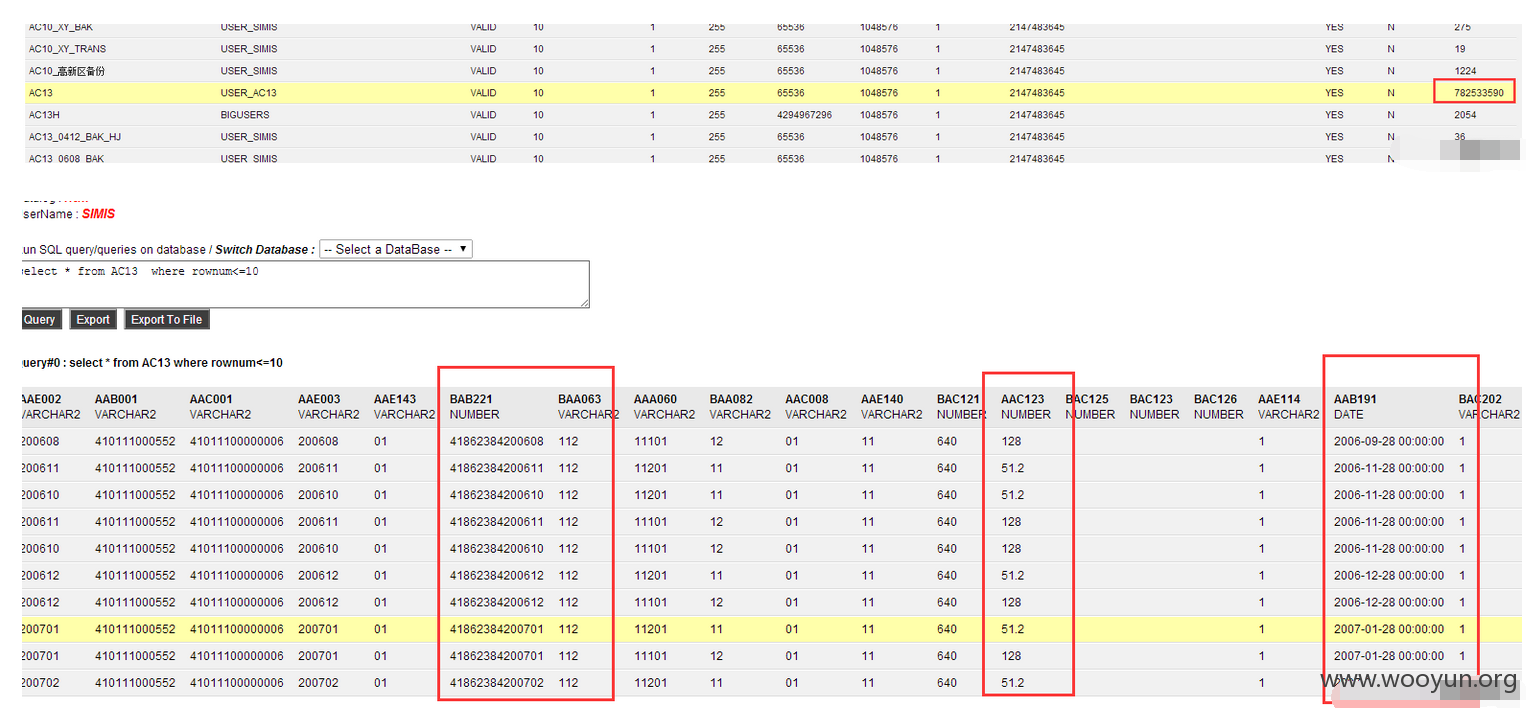 AC10_XY_BAK USER_SIMIS VALID 10 1 255 65536 1048576 1 2147483645 YES N 275
AC10_XY_TRANS USER_SIMIS VALID 10 1 255 65536 1048576 1 2147483645 YES N 19
AC10_高新区备份 USER_SIMIS VALID 10 1 255 65536 1048576 1 2147483645 YES N 1224
AC13 USER_AC13 VALID 10 1 255 65536 1048576 1 2147483645 YES N 782533590
AC13H BIGUSERS VALID 10 1 255 4294967296 1048576 1 2147483645 YES N 2054
AC13_0412_BAK_HJ USER_SIMIS VALID 10 1 255 65536 1048576 1 2147483645 YES N 36
AC13_0608_BAK USER_SIMIS VALID 10 1 255 65536 1048576 1 2147483645 YES N
serName : SIMIS
un SQL query/queries on database / Switch Database : -- Select a DataBase --
elect * from AC13 where rownum<=10
Query Export Export To File
uery#0 : select * from AC13 where rownum<=10
AAE002 AAB001 AAC001 AAE003 AAE143 BAB221 BAA063 AAA060 BAA082 AAC008 AAE140 BAC121 AAC123 BAC125 BAC123 BAC126 AAE114 AAB191 BAC202
VARCHAR2 VARCHAR2 VARCHAR2 VARCHAR2 VARCHAR2 NUMBER VARCHAR2 VARCHAR2 VARCHAR2 VARCHAR2 VARCHAR2 NUMBER NUMBER NUMBER NUMBER NUMBER VARCHAR2 DATE VARCHAR2
200608 410111000552 41011100000006 200608 01 41862384200608 112 11101 12 01 11 640 128 1 2006-09-28 00:00:00 1
200611 410111000552 41011100000006 200611 01 41862384200611 112 11201 11 01 11 640 51.2 1 2006-11-28 00:00:00 1
200610 410111000552 41011100000006 200610 01 41862384200610 112 11201 11 01 11 640 51.2 1 2006-11-28 00:00:00 1
200611 410111000552 41011100000006 200611 01 41862384200611 112 11101 12 01 11 640 128 1 2006-11-28 00:00:00 1
200610 410111000552 41011100000006 200610 01 41862384200610 112 11101 12 01 11 640 128 1 2006-11-28 00:00:00 1
200612 410111000552 41011100000006 200612 01 41862384200612 112 11201 11 01 11 640 51.2 1 2006-12-28 00:00:00 1
200612 410111000552 41011100000006 200612 01 41862384200612 112 11101 12 01 11 640 128 1 2006-12-28 00:00:00 1
200701 410111000552 41011100000006 200701 01 41862384200701 112 11201 11 01 11 640 51.2 1 2007-01-28 00:00:00 1
200701 410111000552 41011100000006 200701 01 41862384200701 112 11101 12 01 11 640 128 1 2007-01-28 00:00:00 1
200702 410111000552 41011100000006 200702 01 41862384200702 112 11201 11 01 11 640 51.2 1
www.wooyun.org